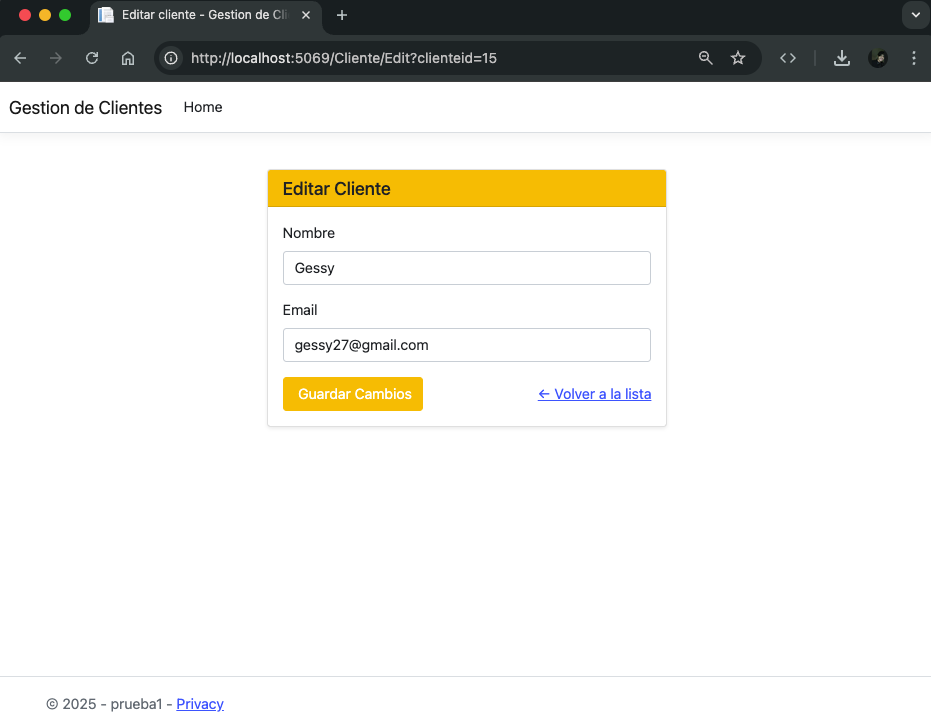 Editar cliente - Gestion de Cli
http://localhost:5069/Cliente/Edit?clienteid=15
Gestion de Clientes Home
Editar Cliente
Nombre
Gessy
Email
gessy27@gmail.com
Guardar Cambios ← Volver a la lista
© 2025 - prueba1 - Privacy